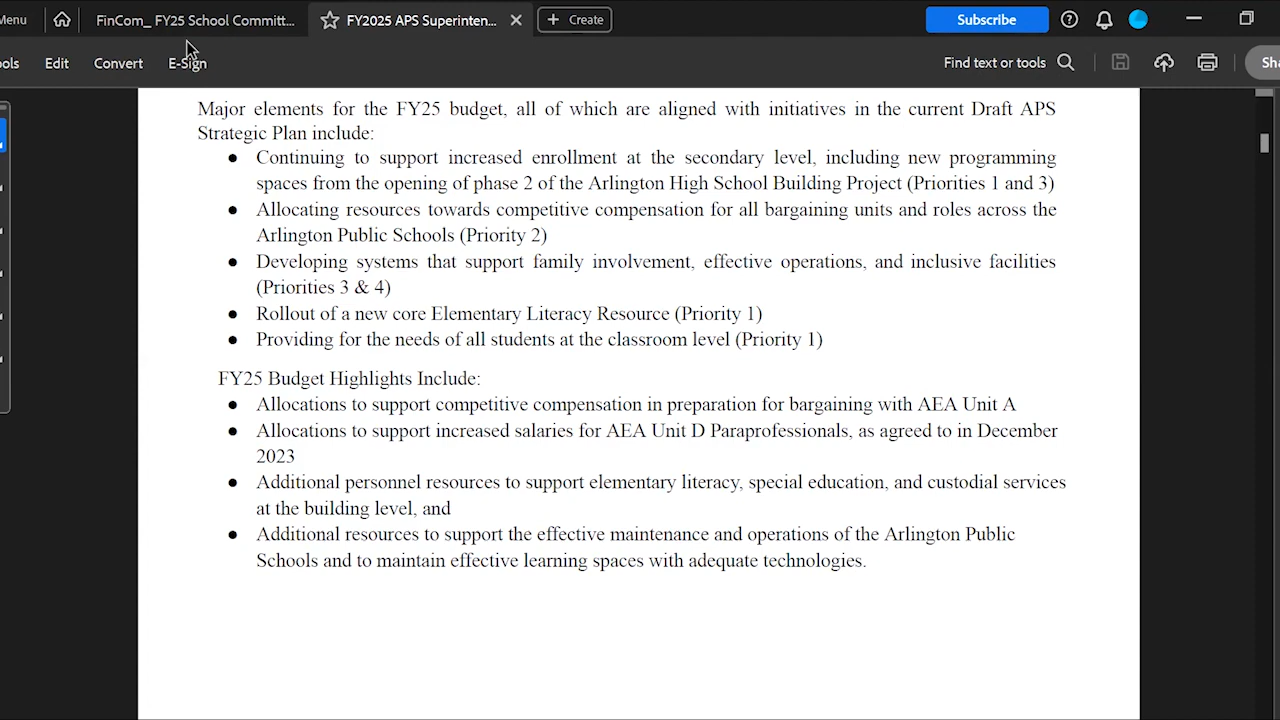 Menu
FinCom_ FY25 School Committ...
FY2025 APS Superinten...
Create
Subscribe
ols
Edit
Convert
E-Sign
Find text or tools
Sha
Major elements for the FY25 budget, all of which are aligned with initiatives in the current Draft APS
Strategic Plan include:
● Continuing to support increased enrollment at the secondary level, including new programming
spaces from the opening of phase 2 of the Arlington High School Building Project (Priorities 1 and 3)
● Allocating resources towards competitive compensation for all bargaining units and roles across the
Arlington Public Schools (Priority 2)
● Developing systems that support family involvement, effective operations, and inclusive facilities
(Priorities 3 & 4)
● Rollout of a new core Elementary Literacy Resource (Priority 1)
● Providing for the needs of all students at the classroom level (Priority 1)
FY25 Budget Highlights Include:
● Allocations to support competitive compensation in preparation for bargaining with AEA Unit A
● Allocations to support increased salaries for AEA Unit D Paraprofessionals, as agreed to in December
2023
● Additional personnel resources to support elementary literacy, special education, and custodial services
at the building level, and
● Additional resources to support the effective maintenance and operations of the Arlington Public
Schools and to maintain effective learning spaces with adequate technologies.